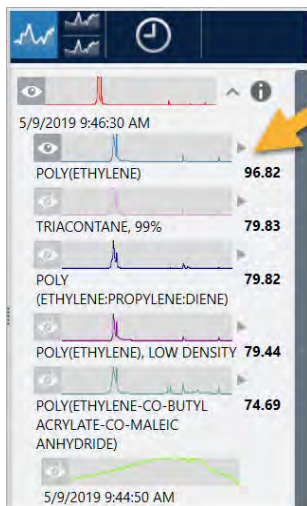 5/9/2019 9:46:30 AM
POLY(ETHYLENE) 96.82
TRIACONTANE, 99% 79.83
POLY 79.82
(ETHYLENE:PROPYLENE:DIENE)
POLY(ETHYLENE), LOW DENSITY 79.44
POLY(ETHYLENE-CO-BUTYL 74.69
ACRYLATE-CO-MALEIC
ANHYDRIDE)
5/9/2019 9:44:50 AM